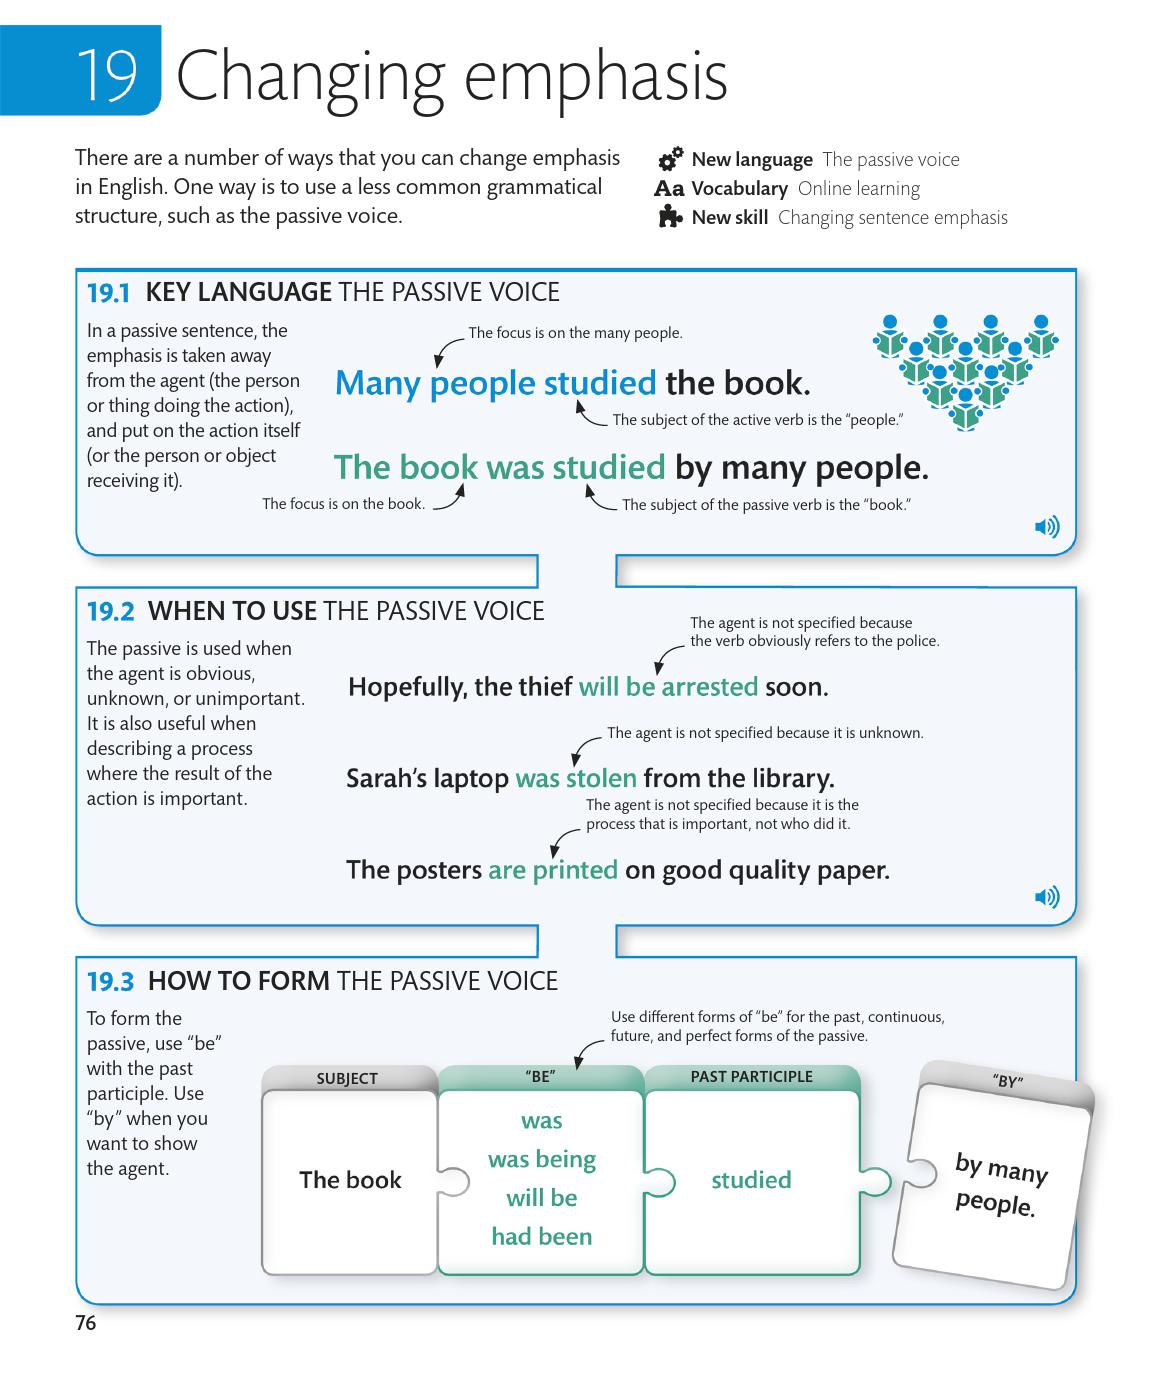 19 Changing emphasis
There are a number of ways that you can change emphasis
in English. One way is to use a less common grammatical
structure, such as the passive voice.
New language The passive voice
Aa Vocabulary Online learning
New skill Changing sentence emphasis
19.1 KEY LANGUAGE THE PASSIVE VOICE
In a passive sentence, the
emphasis is taken away
from the agent (the person
or thing doing the action),
and put on the action itself
(or the person or object
receiving it).
The focus is on the many people.
Many people studied the book.
The subject of the active verb is the “people.”
The book was studied by many people.
The focus is on the book.
The subject of the passive verb is the “book.”
19.2 WHEN TO USE THE PASSIVE VOICE
The passive is used when
the agent is obvious,
unknown, or unimportant.
It is also useful when
describing a process
where the result of the
action is important.
The agent is not specified because
the verb obviously refers to the police.
Hopefully, the thief will be arrested soon.
The agent is not specified because it is unknown.
Sarah’s laptop was stolen from the library.
The agent is not specified because it is the
process that is important, not who did it.
The posters are printed on good quality paper.
19.3 HOW TO FORM THE PASSIVE VOICE
To form the
passive, use “be”
with the past
participle. Use
“by” when you
want to show
the agent.
Use different forms of “be” for the past, continuous,
future, and perfect forms of the passive.
SUBJECT
The book
“BE”
was
was being
will be
had been
PAST PARTICIPLE
studied
“BY”
by many
people.
76